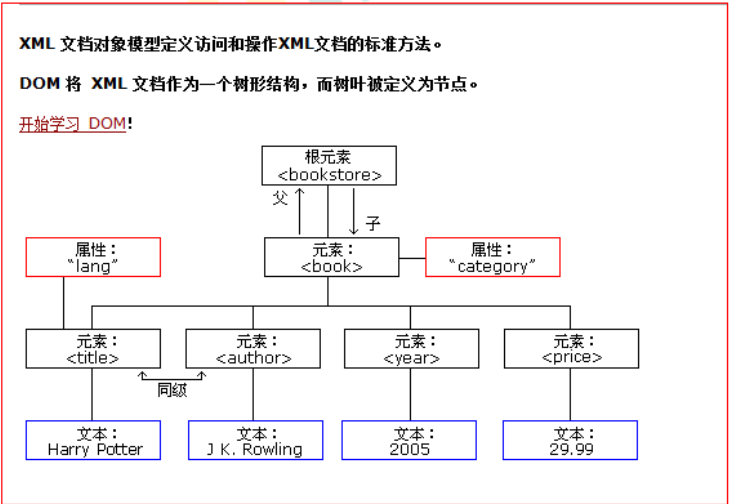 XML 文档对象模型定义访问和操作XML文档的标准方法。
DOM 将 XML 文档作为一个树形结构，而树叶被定义为节点。
开始学习 DOM!
根元素
<bookstore>
父
子
属性：
“lang”
元素：
<book>
属性：
“category”
元素：
<title>
元素：
<author>
元素：
<year>
元素：
<price>
同级
文本：
Harry Potter
文本：
J K. Rowling
文本：
2005
文本：
29.99